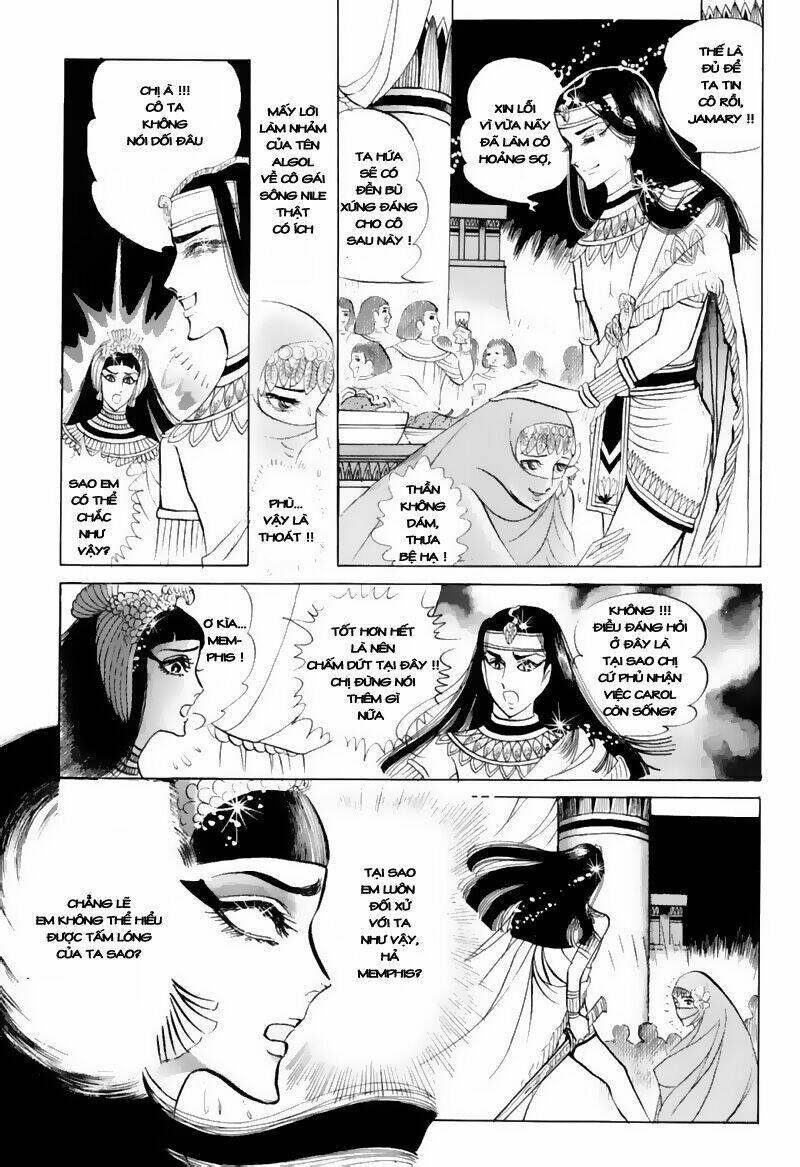 THẾ LÀ
ĐỦ ĐỂ
TA TIN
CÔ RỒI,
JAMARY !!
XIN LỖI
VÌ VỪA NÃY
ĐÃ LÀM CÔ
HOẢNG SỢ,
TA HỨA
SẼ CÓ
ĐỀN BÙ
XỨNG ĐÁNG
CHO CÔ
SAU NÀY !
THẦN
KHÔNG
DÁM,
THƯA
BỆ HẠ !
MẤY LỜI
LÀM NHẢM
CỦA TÊN
ALGOL
VỀ CÔ GÁI
SÔNG NILE
THẬT
CÓ ÍCH
PHÙ...
VẬY LÀ
THOÁT !!
CHỊ À !!!
CÔ TA
KHÔNG
NÓI DỐI ĐÂU
SAO EM
CÓ THỂ
CHẮC
NHƯ
VẬY?
KHÔNG !!!
ĐIỀU ĐÁNG HỎI
Ở ĐÂY LÀ
TẠI SAO CHỊ
CỨ PHỦ NHẬN
VIỆC CAROL
CÒN SỐNG?
TỐT HƠN HẾT
LÀ NÊN
CHẤM DỨT TẠI ĐÂY !!
CHỊ ĐỪNG NÓI
THÊM GÌ
NỮA
Ơ KÌA...
MEM-
PHIS !
TẠI SAO
EM LUÔN
ĐỐI XỬ
VỚI TA
NHƯ VẬY,
HẢ
MEMPHIS?
CHẲNG LẼ
EM KHÔNG THỂ HIỂU
ĐƯỢC TẤM LÓNG
CỦA TA SAO?